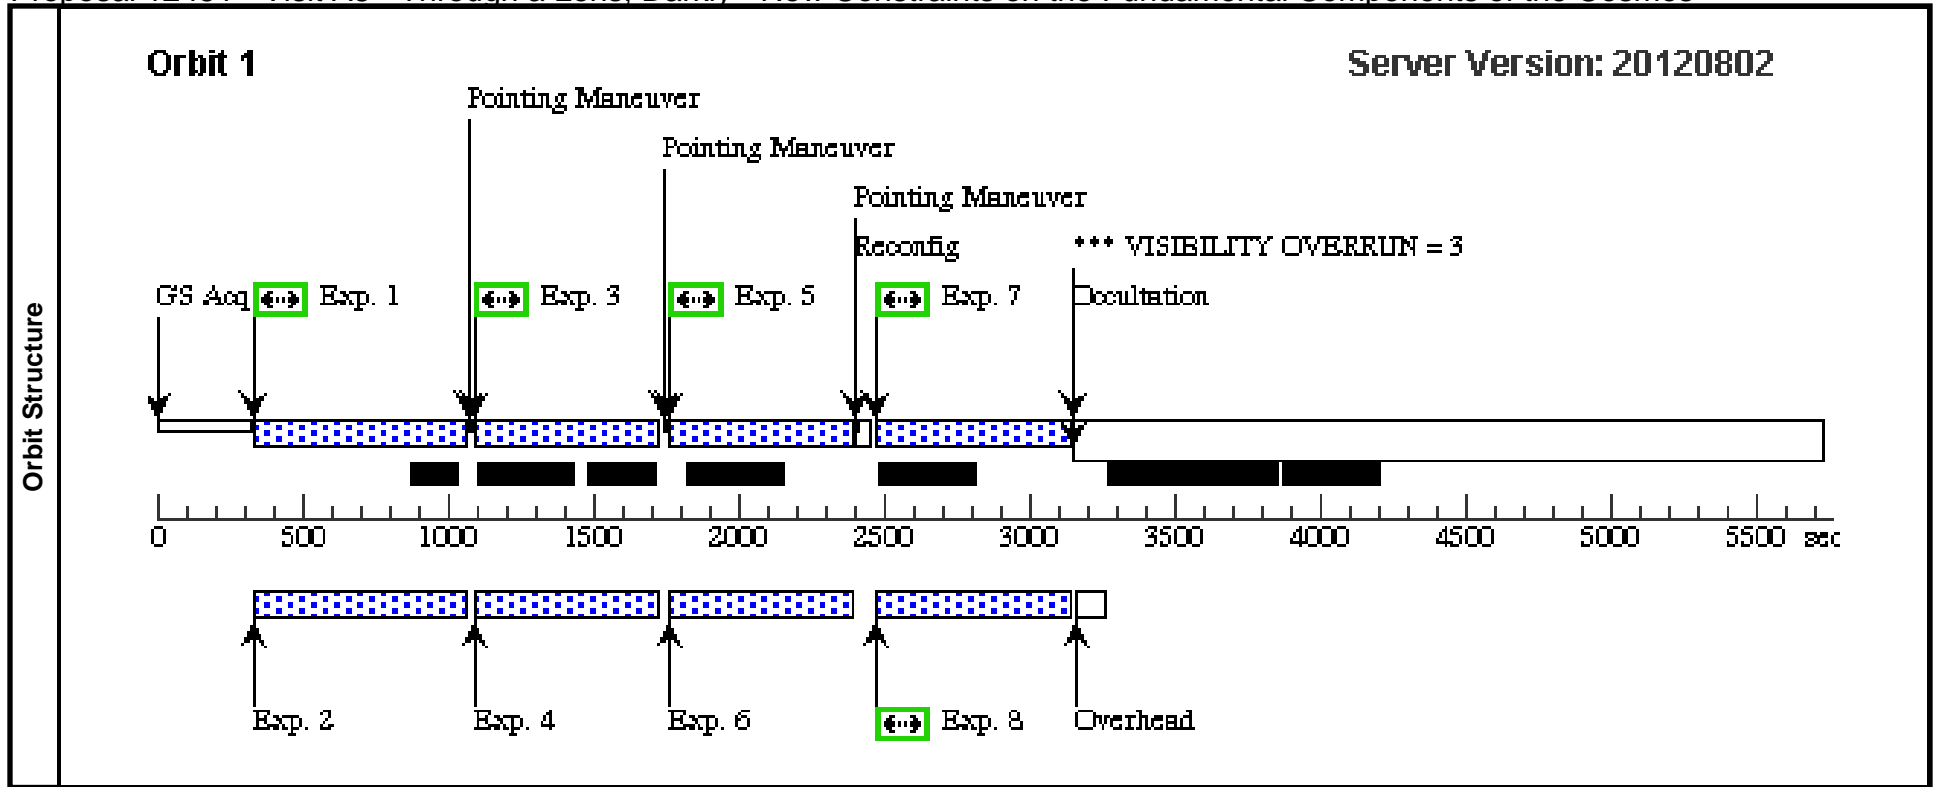 Orbit Structure
Orbit 1
Server Version: 20120802
Pointing Maneuver
Pointing Maneuver
Pointing Maneuver
Reconfig
*** VISIBILITY OVERRUN = 3
GS Acq
Exp. 1
Exp. 3
Exp. 5
Exp. 7
Occultation
0 500 1000 1500 2000 2500 3000 3500 4000 4500 5000 5500 sec
Exp. 2
Exp. 4
Exp. 6
Exp. 8
Overhead